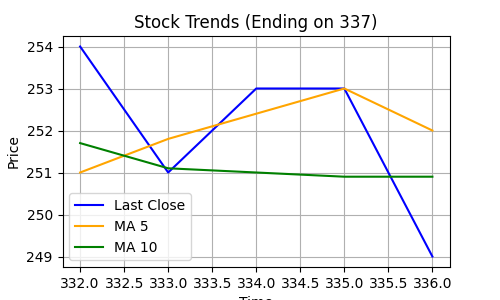 Stock Trends (Ending on 337)
Price
254
253
252
251
250
249
Last Close
MA 5
MA 10
332.0 332.5 333.0 333.5 334.0 334.5 335.0 335.5 336.0
Time